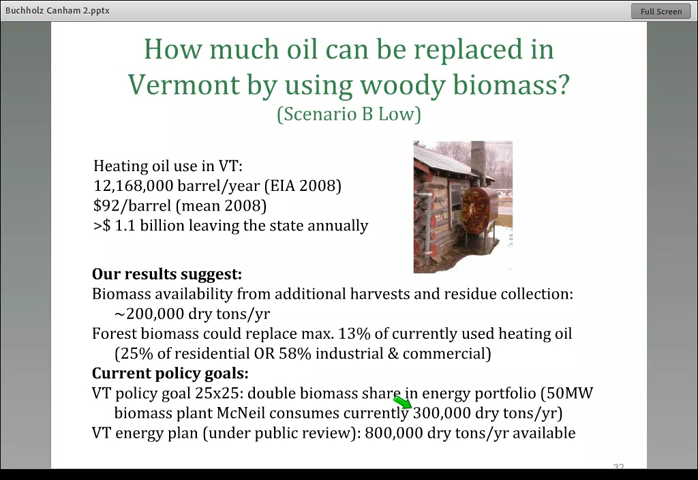 Buchholz Canham 2.pptx
Full Screen
How much oil can be replaced in
Vermont by using woody biomass?
(Scenario B Low)
Heating oil use in VT:
12,168,000 barrel/year (EIA 2008)
$92/barrel (mean 2008)
>$ 1.1 billion leaving the state annually
Our results suggest:
Biomass availability from additional harvests and residue collection:
~200,000 dry tons/yr
Forest biomass could replace max. 13% of currently used heating oil
(25% of residential OR 58% industrial & commercial)
Current policy goals:
VT policy goal 25x25: double biomass share in energy portfolio (50MW
biomass plant McNeil consumes currently 300,000 dry tons/yr)
VT energy plan (under public review): 800,000 dry tons/yr available